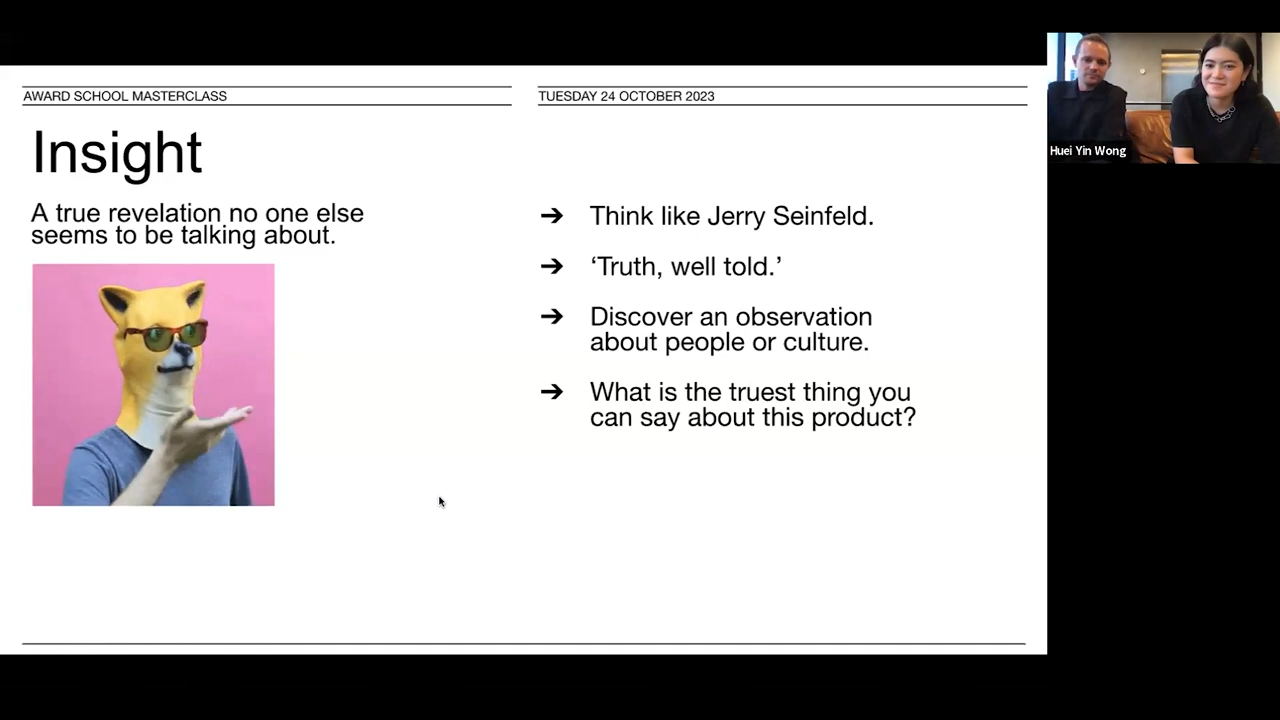 AWARD SCHOOL MASTERCLASS
TUESDAY 24 OCTOBER 2023
Insight
A true revelation no one else
seems to be talking about.
➔ Think like Jerry Seinfeld.
➔ ‘Truth, well told.’
➔ Discover an observation
about people or culture.
➔ What is the truest thing you
can say about this product?
Huei Yin Wong